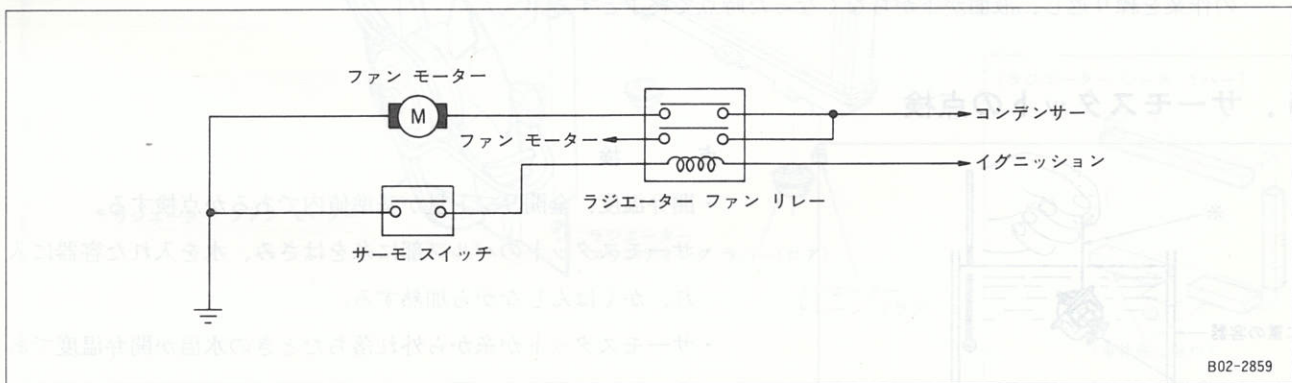 ファン モーター
M
コンデンサー
ファン モーター
イグニッション
ラジエーター ファン リレー
サーモ スイッチ
B02-2859